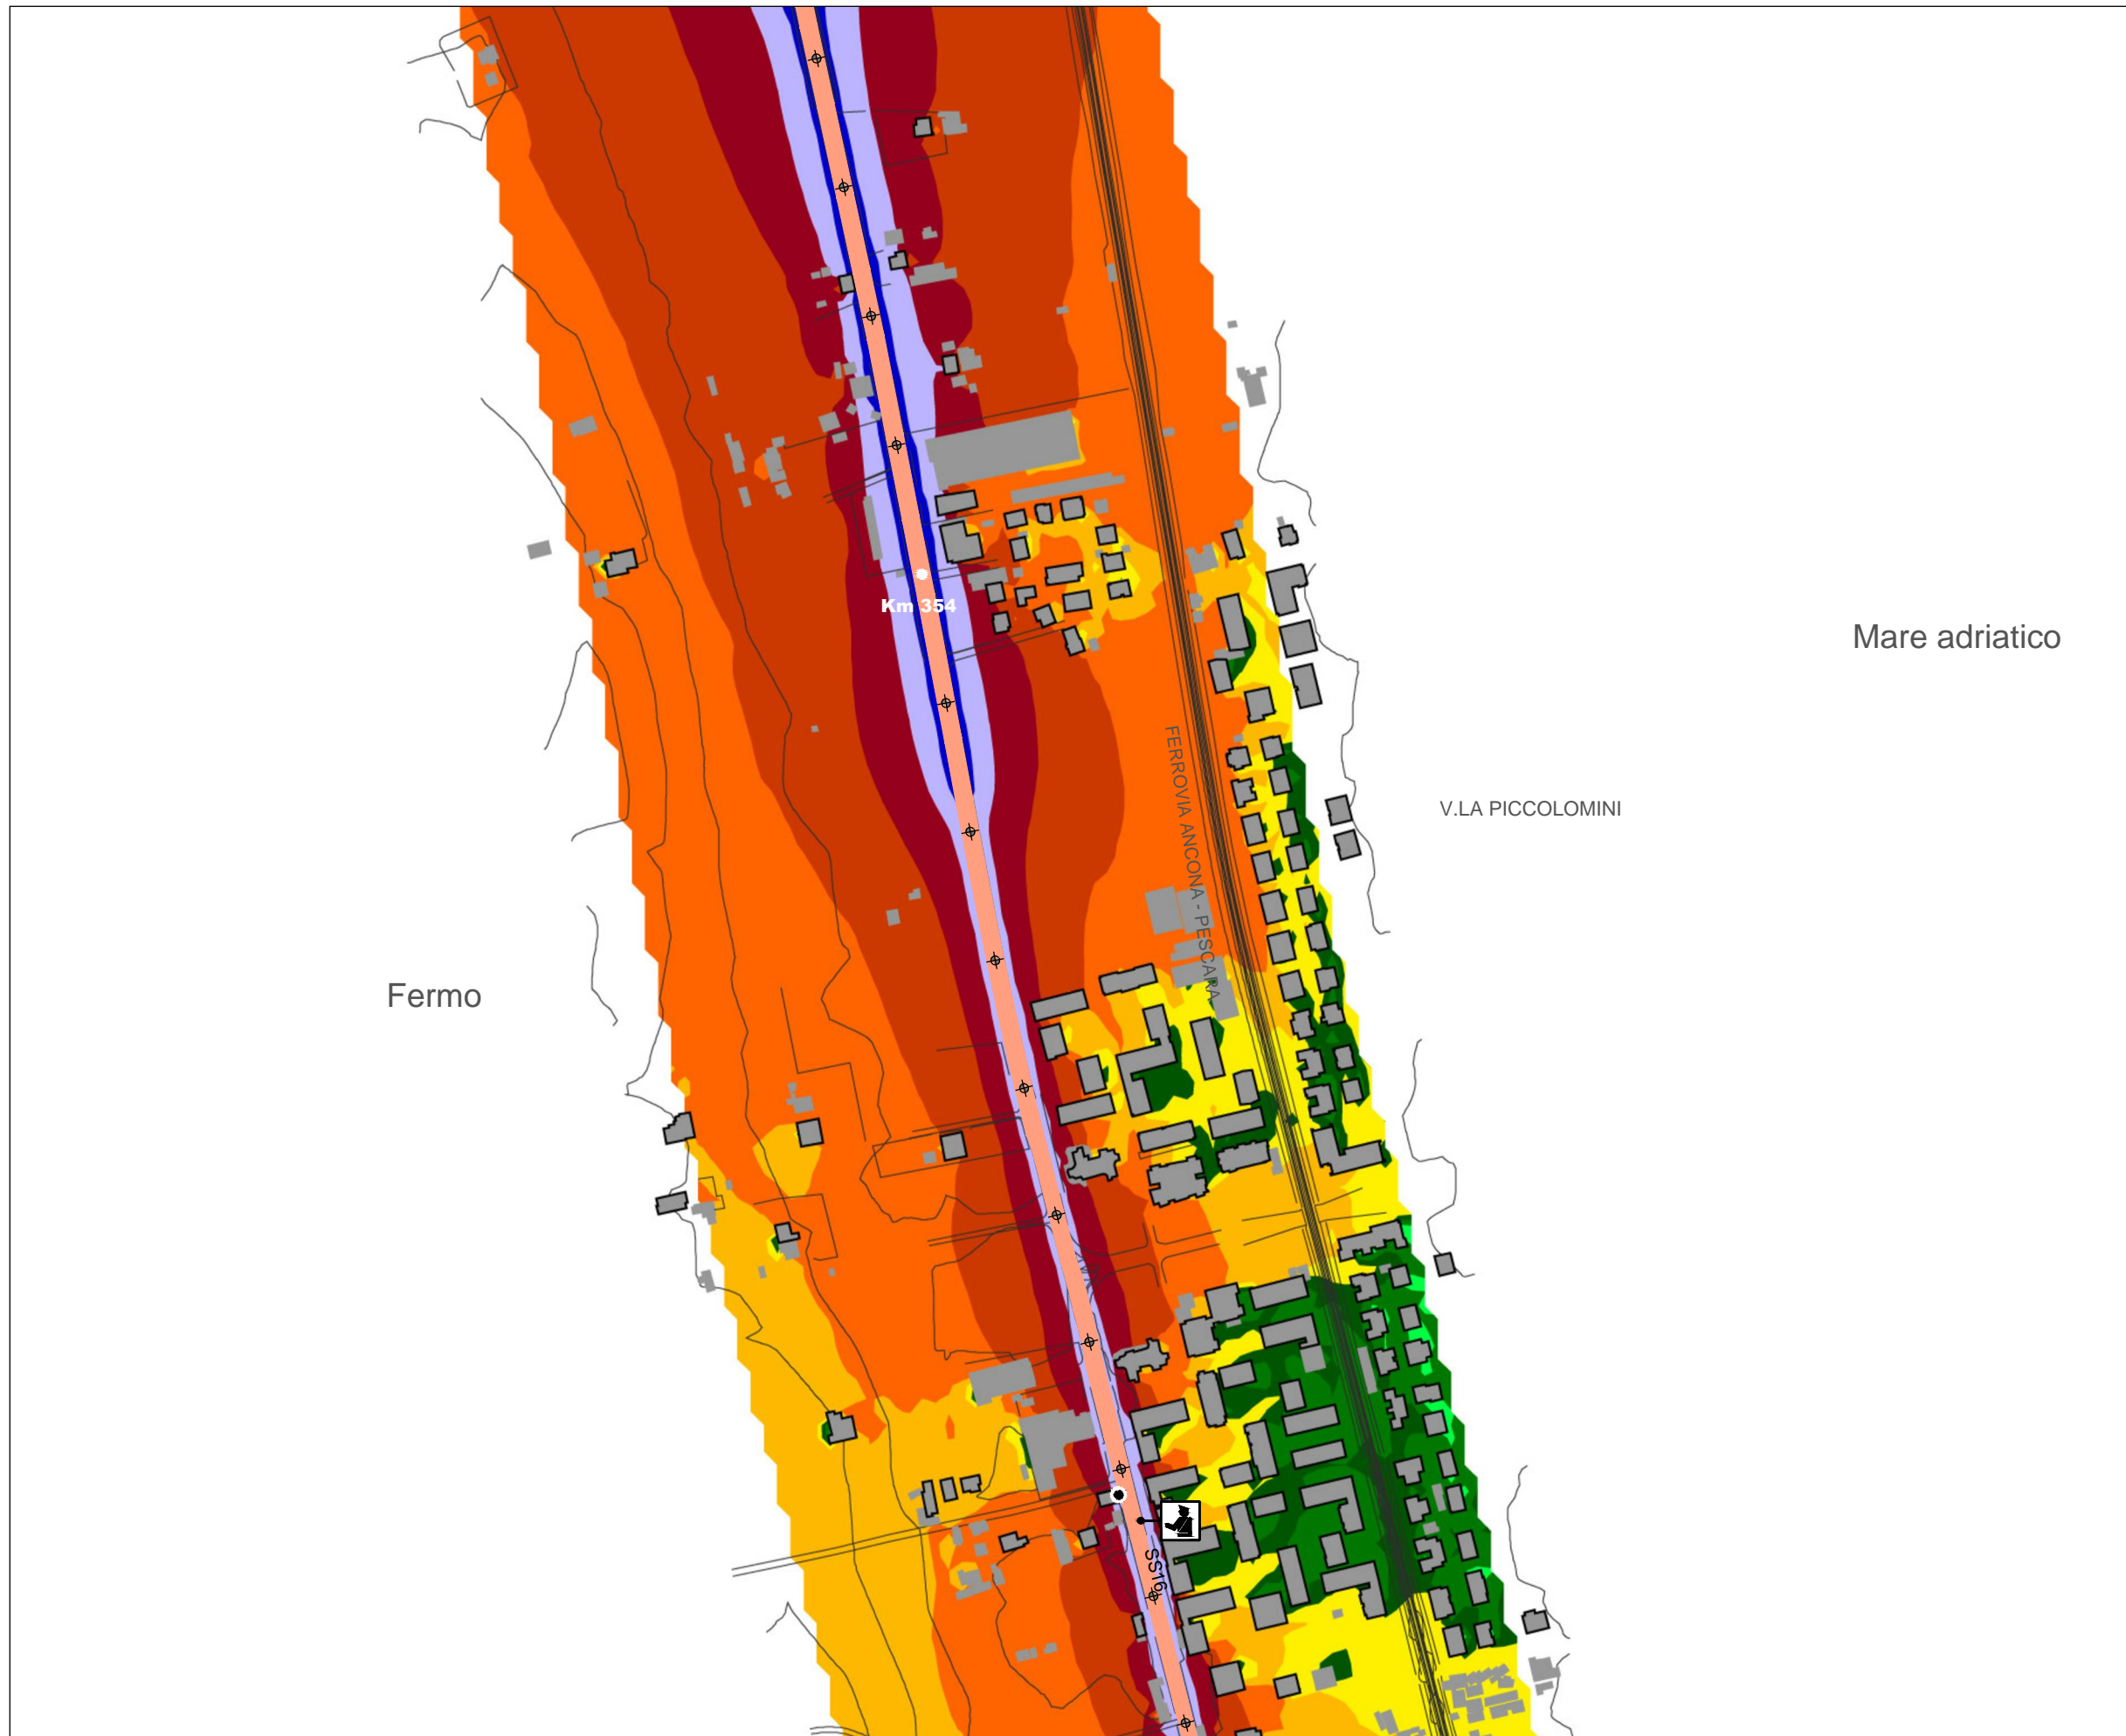 Km 354
Mare adriatico
FERROVIA ANCONA - PESCARA
V.LA PICCOLOMINI
Fermo
SS16